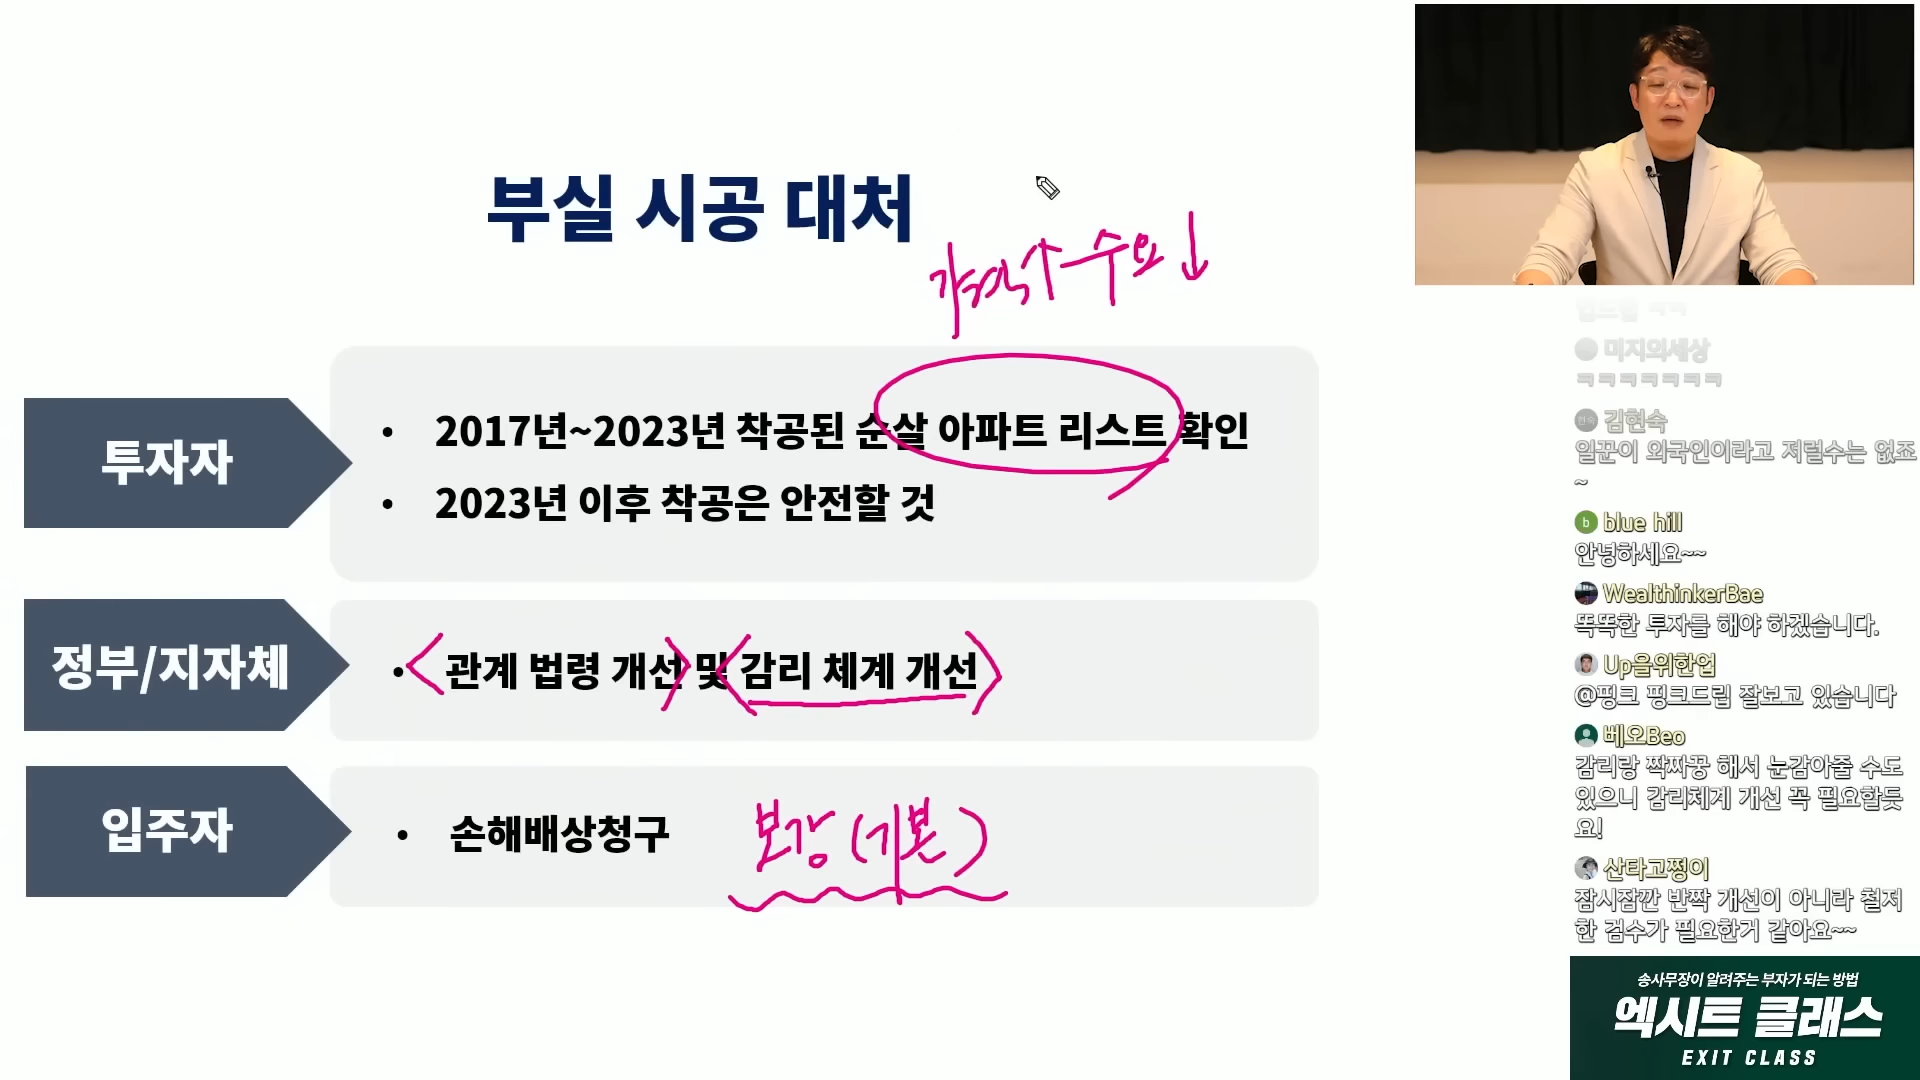 부실 시공 대처
가격↑ 수요↓
투자자
• 2017년~2023년 착공된 순살 아파트 리스트 확인
• 2023년 이후 착공은 안전할 것
정부/지자체
• 관계 법령 개선 및 감리 체계 개선
입주자
• 손해배상청구
보강(기본)
미지의세상
ㅋㅋㅋㅋㅋㅋㅋ
김현숙
일꾼이 외국인이라고 저럴수는 없죠
~
b blue hill
안녕하세요~~
WealthinkerBae
똑똑한 투자를 해야 하겠습니다.
Up을위한업
@핑크 핑크드립 잘보고 있습니다
베오Beo
감리랑 짝짜꿍 해서 눈감아줄 수도
있으니 감리체계 개선 꼭 필요할듯
요!
산타고쩡이
잠시잠깐 반짝 개선이 아니라 철저
한 검수가 필요한거 같아요~~
송사무장이 알려주는 부자가 되는 방법
엑시트 클래스
EXIT CLASS